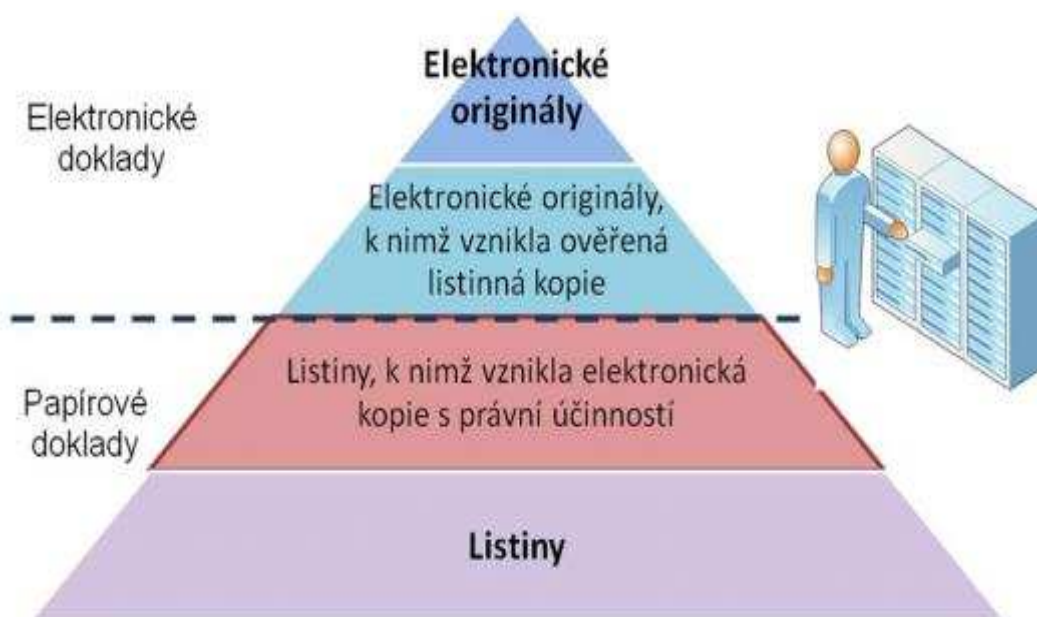 Elektronické
originály
Elektronické
doklady
Elektronické originály,
k nimž vznikla ověřená
listinná kopie
Listiny, k nimž vznikla elektronická
kopie s právní účinností
Papírové
doklady
Listiny